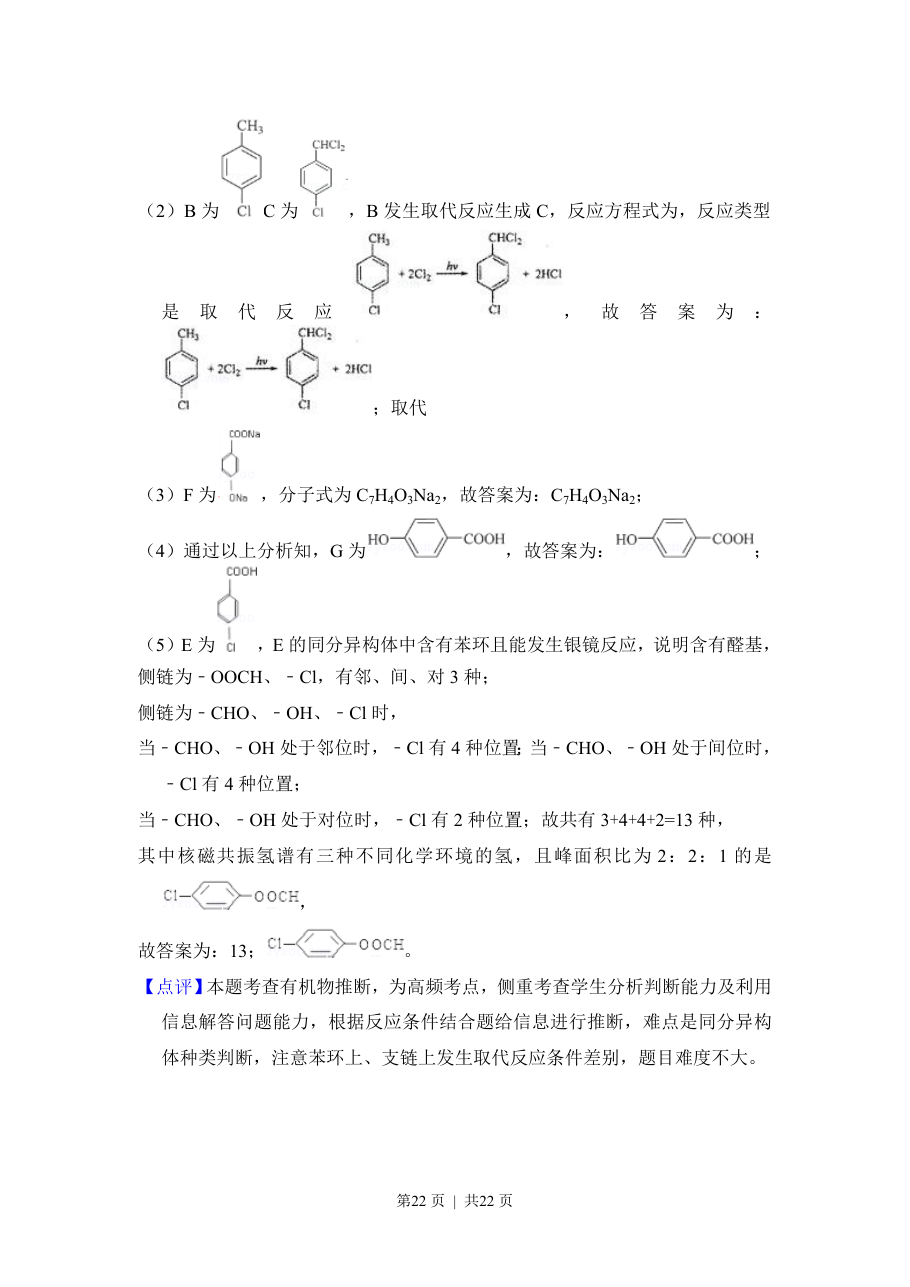 CH₃
CHCl₂
（2）B 为 Cl C 为 Cl ，B 发生取代反应生成 C，反应方程式为，反应类型
CH₃ CHCl₂
+ 2Cl₂ hv + 2HCl
是取代反应 Cl Cl ，故答案为：
CH₃ CHCl₂
+ 2Cl₂ hv + 2HCl
Cl Cl ；取代
COONa
（3）F 为 ONa ，分子式为 C₇H₄O₃Na₂，故答案为：C₇H₄O₃Na₂；
（4）通过以上分析知，G 为 HO COOH ，故答案为： HO COOH ；
COOH
（5）E 为 Cl ，E 的同分异构体中含有苯环且能发生银镜反应，说明含有醛基，
侧链为﹣OOCH、﹣Cl，有邻、间、对 3 种；
侧链为﹣CHO、﹣OH、﹣Cl 时，
当﹣CHO、﹣OH 处于邻位时，﹣Cl 有 4 种位置；当﹣CHO、﹣OH 处于间位时，
﹣Cl 有 4 种位置；
当﹣CHO、﹣OH 处于对位时，﹣Cl 有 2 种位置；故共有 3+4+4+2=13 种，
其中核磁共振氢谱有三种不同化学环境的氢，且峰面积比为 2：2：1 的是
Cl OOCH ，
故答案为：13； Cl OOCH 。
【点评】本题考查有机物推断，为高频考点，侧重考查学生分析判断能力及利用
信息解答问题能力，根据反应条件结合题给信息进行推断，难点是同分异构
体种类判断，注意苯环上、支链上发生取代反应条件差别，题目难度不大。
第22 页 | 共22 页